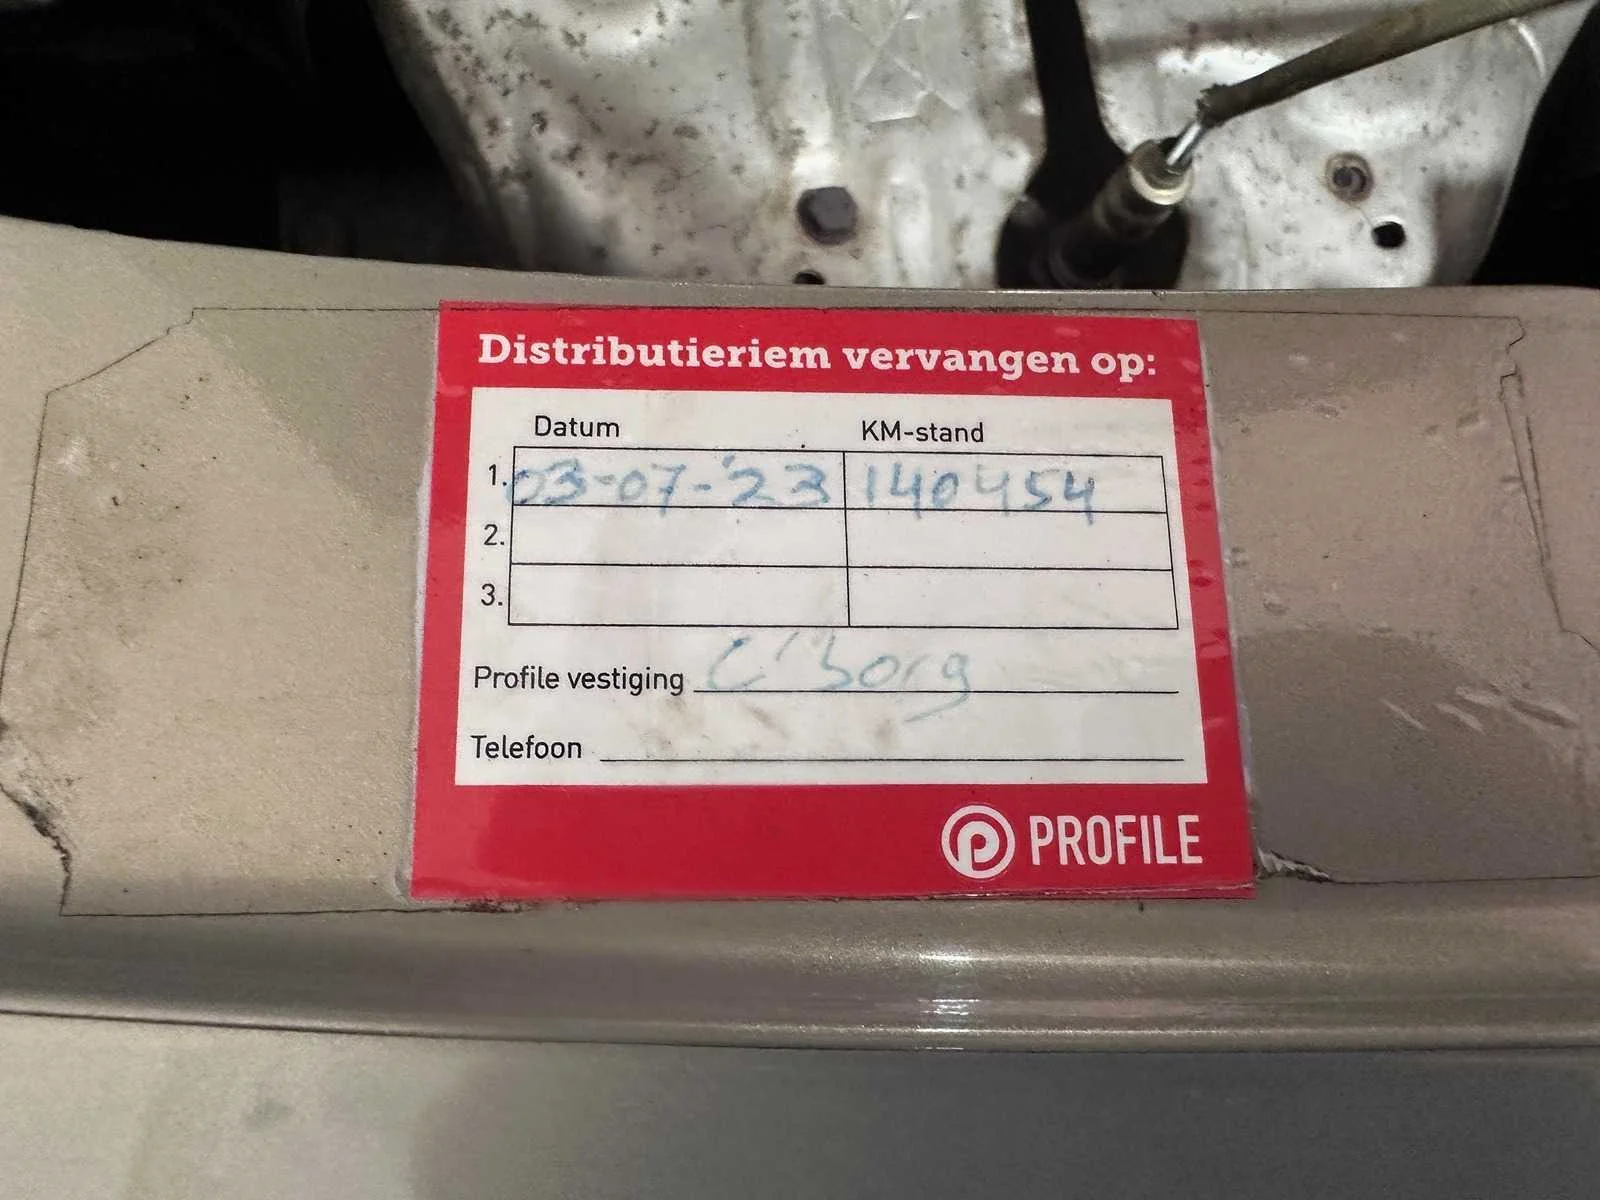 Distributieriem vervangen op:
Datum KM-stand
1. 03-07-'23 140454
2.
3.
Profile vestiging C'borg
Telefoon
PROFILE